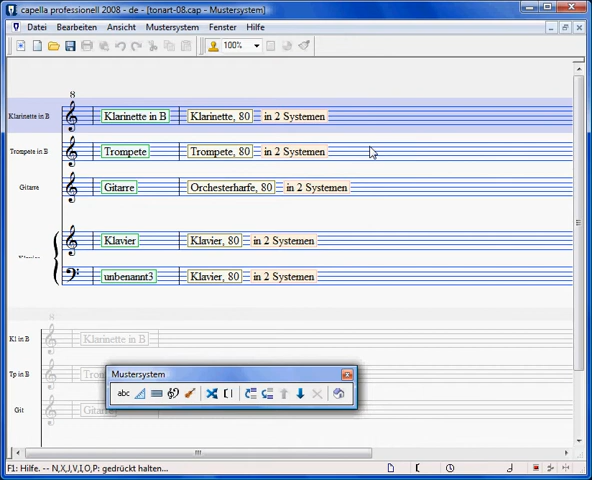 capella professionell 2008 - de - [tonart-08.cap - Mustersystem]
Datei Bearbeiten Ansicht Mustersystem Fenster Hilfe
100%
8
Klarinette in B Klarinette in B Klarinette, 80 in 2 Systemen
Trompete in B Trompete Trompete, 80 in 2 Systemen
Gitarre Gitarre Orchesterharfe, 80 in 2 Systemen
Klavier Klavier, 80 in 2 Systemen
unbenannt3 Klavier, 80 in 2 Systemen
8
Kl in B Klarinette in B
Mustersystem
Tp in B
abc
Git
F1: Hilfe. -- N,X,J,V,I,O,P: gedrückt halten...